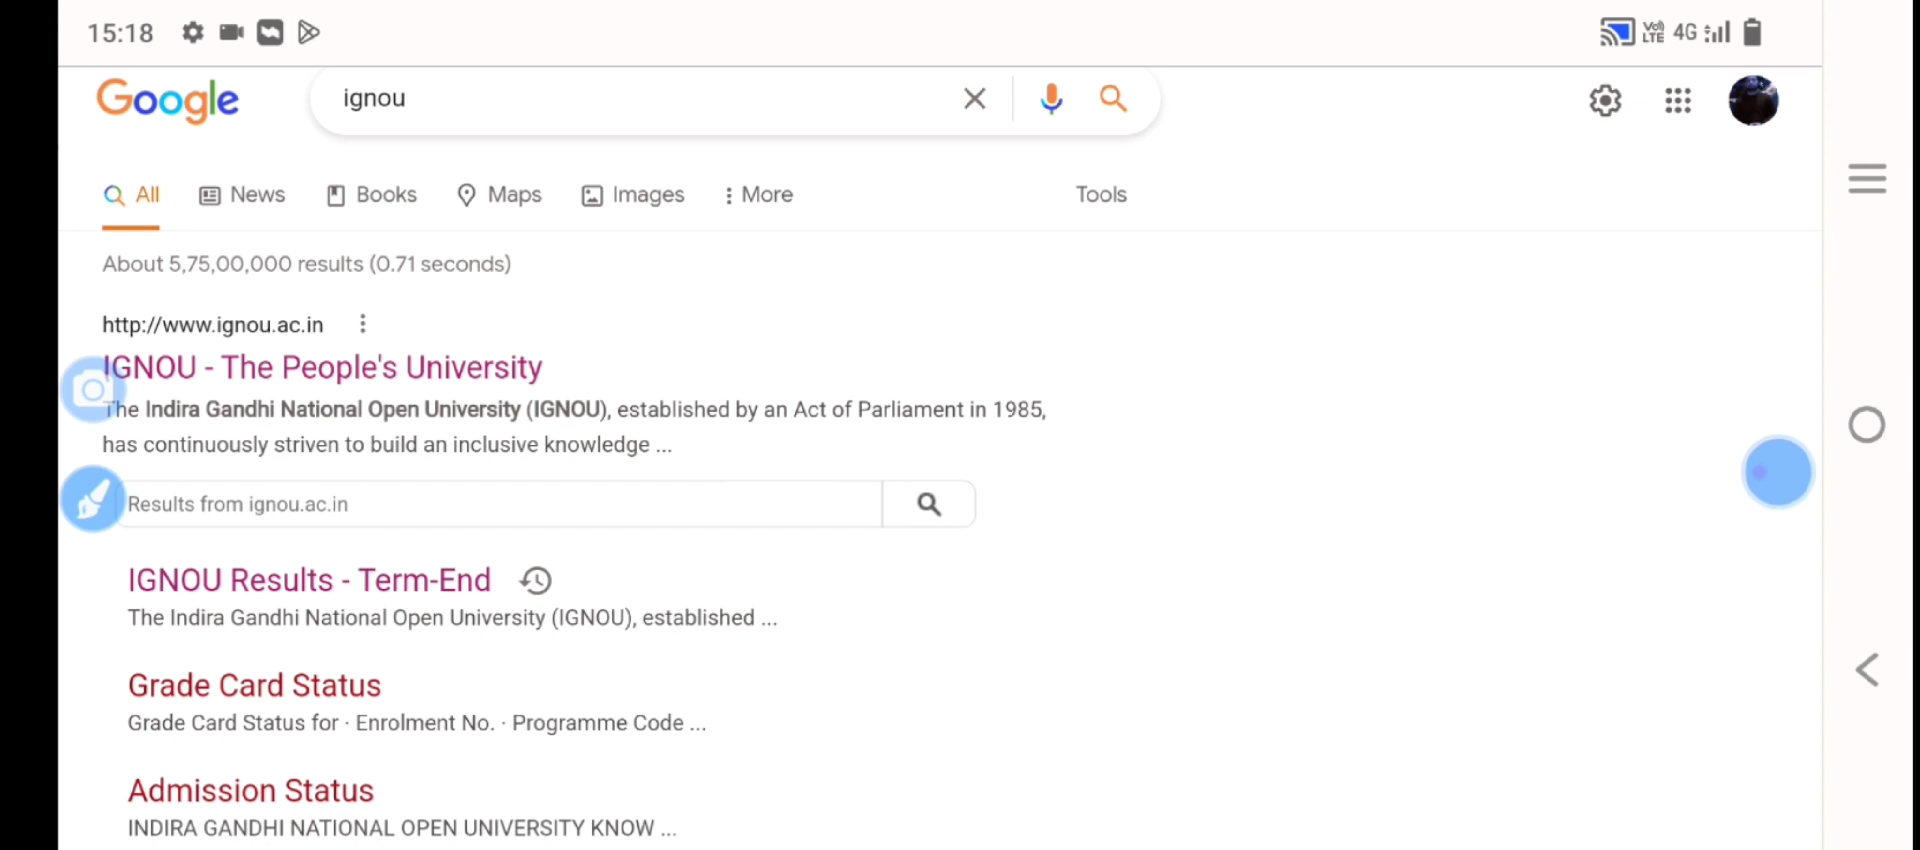 15:18 Vo) LTE 4G
Google ignou
All News Books Maps Images More Tools
About 5,75,00,000 results (0.71 seconds)
http://www.ignou.ac.in
IGNOU - The People's University
The Indira Gandhi National Open University (IGNOU), established by an Act of Parliament in 1985,
has continuously striven to build an inclusive knowledge ...
Results from ignou.ac.in
IGNOU Results - Term-End
The Indira Gandhi National Open University (IGNOU), established ...
Grade Card Status
Grade Card Status for · Enrolment No. · Programme Code ...
Admission Status
INDIRA GANDHI NATIONAL OPEN UNIVERSITY KNOW ...